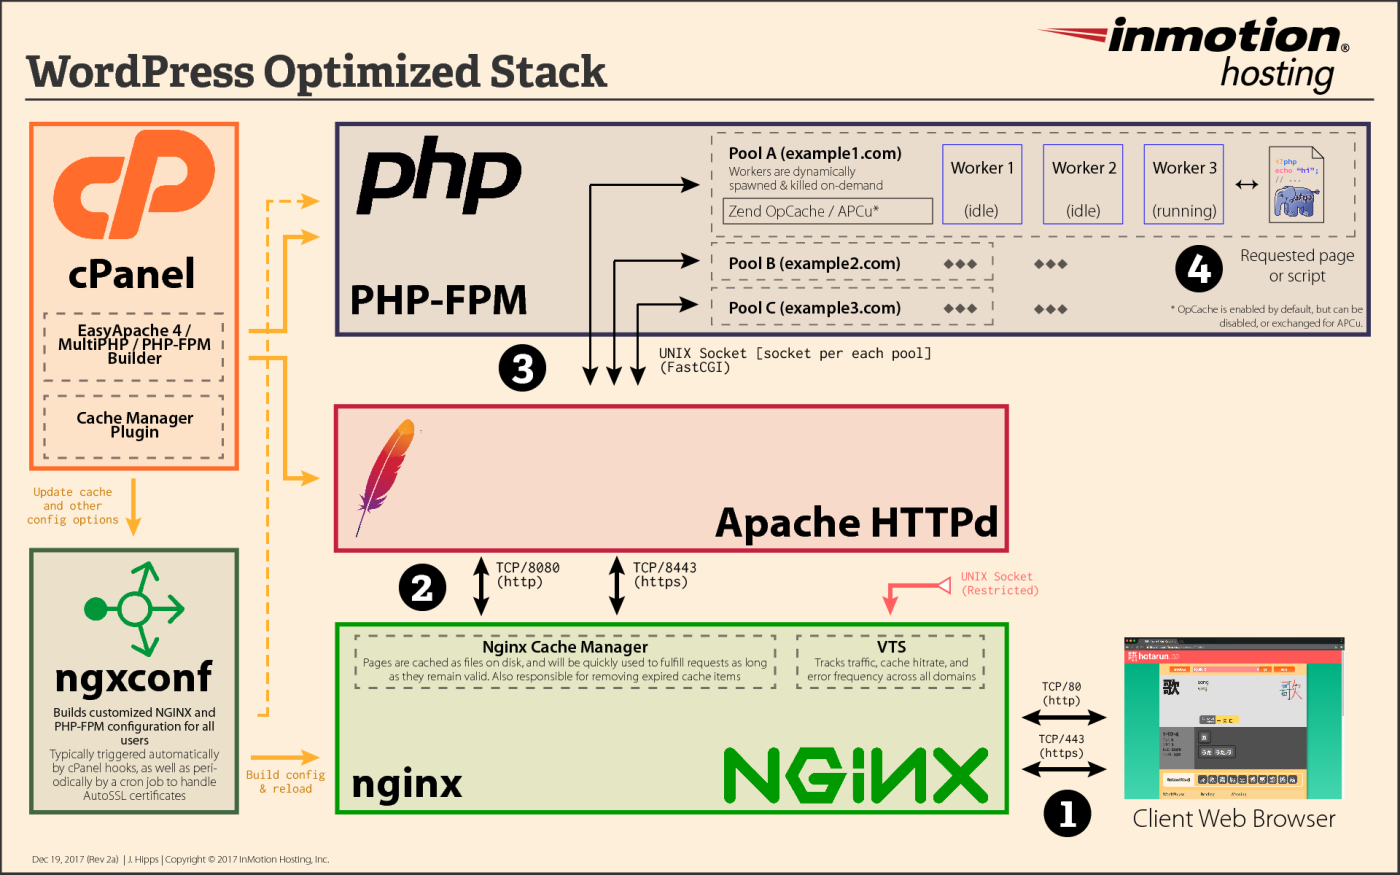 inmotion®
hosting
WordPress Optimized Stack
cP
cPanel
EasyApache 4 /
MultiPHP / PHP-FPM
Builder
Cache Manager
Plugin
Update cache
and other
config options
ngxconf
Builds customized NGINX and
PHP-FPM configuration for all
users
Typically triggered automatically
by cPanel hooks, as well as peri-
odically by a cron job to handle
AutoSSL certificates
Build config
& reload
php
PHP-FPM
Pool A (example1.com)
Workers are dynamically
spawned & killed on-demand
Zend OpCache / APCu*
Worker 1
(idle)
Worker 2
(idle)
Worker 3
(running)
<?php
echo "hi";
// ...
php
Pool B (example2.com)
Pool C (example3.com)
4
Requested page
or script
* OpCache is enabled by default, but can be
disabled, or exchanged for APCu.
3
UNIX Socket [socket per each pool]
(FastCGI)
Apache HTTPd
2
TCP/8080
(http)
TCP/8443
(https)
UNIX Socket
(Restricted)
Nginx Cache Manager
Pages are cached as files on disk, and will be quickly used to fulfill requests as long
as they remain valid. Also responsible for removing expired cache items
VTS
Tracks traffic, cache hitrate, and
error frequency across all domains
nginx
NGiNX
TCP/80
(http)
TCP/443
(https)
1
hotarun
歌
song
歌
Client Web Browser
Dec 19, 2017 (Rev 2a) | J. Hipps | Copyright © 2017 InMotion Hosting, Inc.